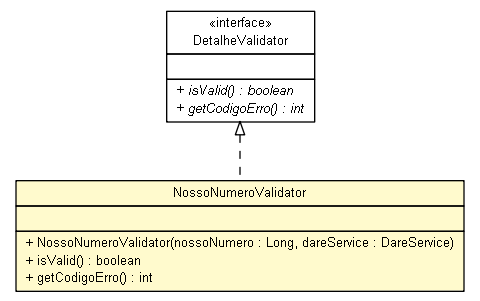 «interface»
DetalheValidator
+ isValid() : boolean
+ getCodigoErro() : int
NossoNumeroValidator
+ NossoNumeroValidator(nossoNumero : Long, dareService : DareService)
+ isValid() : boolean
+ getCodigoErro() : int